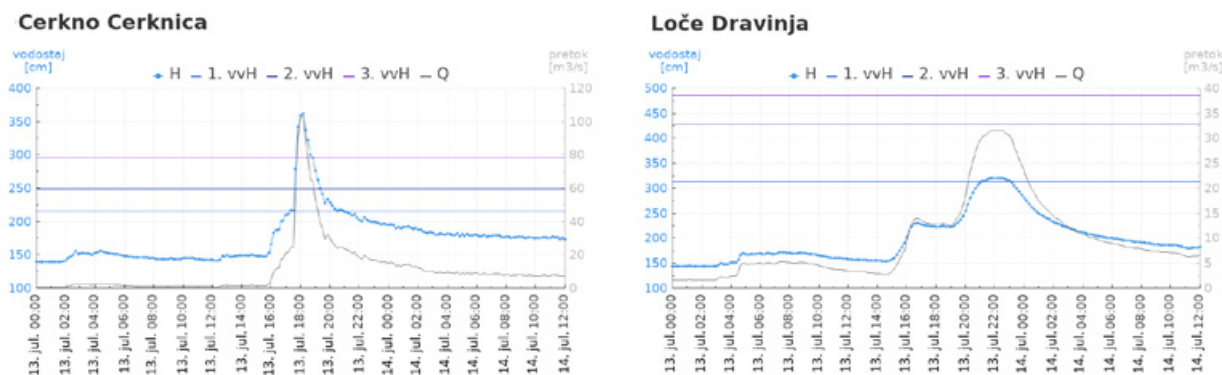 Cerkno Cerknica
vodostaj
[cm]
pretok
[m3/s]
H 1. vvH 2. vvH 3. vvH Q
400
350
300
250
200
150
100
120
100
80
60
40
20
0
13. jul. 00:00
13. jul. 02:00
13. jul. 04:00
13. jul. 06:00
13. jul. 08:00
13. jul. 10:00
13. jul. 12:00
13. jul. 14:00
13. jul. 16:00
13. jul. 18:00
13. jul. 20:00
13. jul. 22:00
14. jul. 00:00
14. jul. 02:00
14. jul. 04:00
14. jul. 06:00
14. jul. 08:00
14. jul. 10:00
14. jul. 12:00
Loče Dravinja
vodostaj
[cm]
pretok
[m3/s]
H 1. vvH 2. vvH 3. vvH Q
500
450
400
350
300
250
200
150
100
40
35
30
25
20
15
10
5
0
13. jul. 00:00
13. jul. 02:00
13. jul. 04:00
13. jul. 06:00
13. jul. 08:00
13. jul. 10:00
13. jul. 12:00
13. jul. 14:00
13. jul. 16:00
13. jul. 18:00
13. jul. 20:00
13. jul. 22:00
14. jul. 00:00
14. jul. 02:00
14. jul. 04:00
14. jul. 06:00
14. jul. 08:00
14. jul. 10:00
14. jul. 12:00